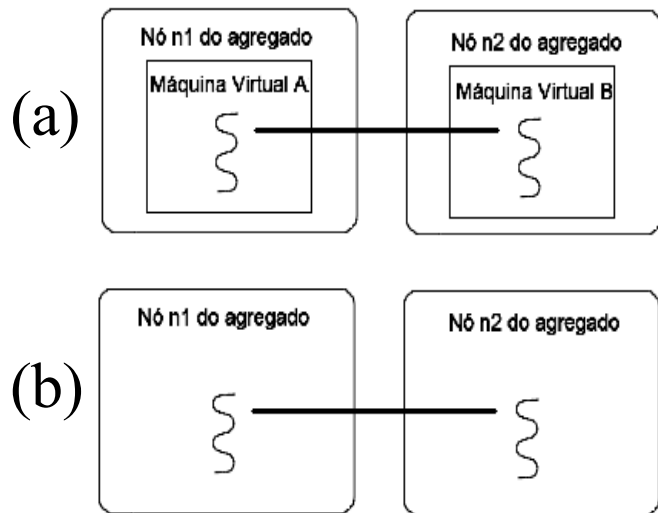 (a)
Nó n1 do agregado
Máquina Virtual A
Nó n2 do agregado
Máquina Virtual B
(b)
Nó n1 do agregado
Nó n2 do agregado